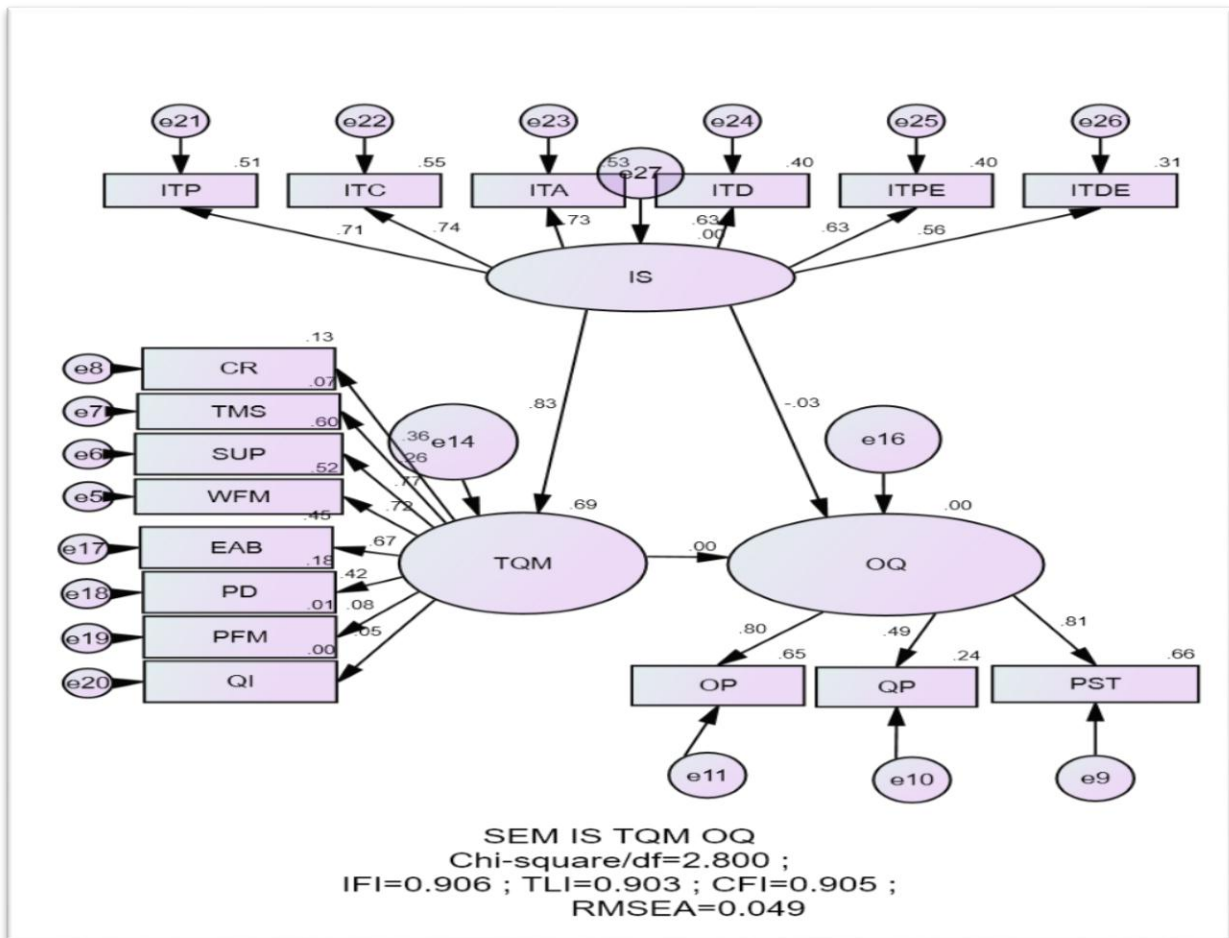 e21 e22 e23 e24 e25 e26
.51 .55 .53 e27 .40 .40 .31
ITP ITC ITA ITD ITPE ITDE
.71 .74 .73 .63 .63 .56
.00
IS
.13
e8 CR
.07
e7 TMS
.60
e6 SUP
.52
e5 WFM
.45
e17 EAB
.18
e18 PD
.01
e19 PFM
.00
e20 QI
.83 -.03
.36 e14 e16
.26
.77
.72
.69 .00
.67
TQM .00 OQ
.42
.08
.05
.80 .49 .81
.65 .24 .66
OP QP PST
e11 e10 e9
SEM IS TQM OQ
Chi-square/df=2.800 ;
IFI=0.906 ; TLI=0.903 ; CFI=0.905 ;
RMSEA=0.049